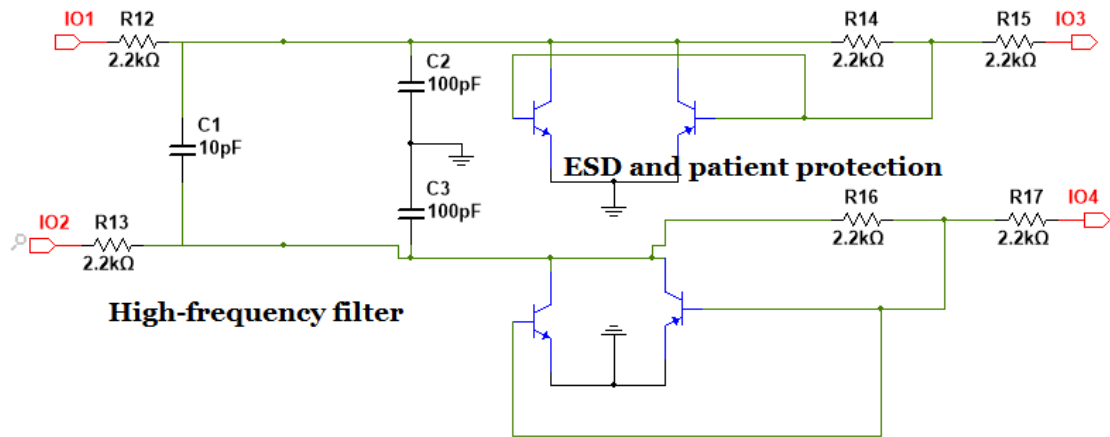 IO1
R12
2.2kΩ
C1
10pF
C2
100pF
C3
100pF
R14
2.2kΩ
R15
2.2kΩ
IO3
ESD and patient protection
IO2
R13
2.2kΩ
High-frequency filter
R16
2.2kΩ
R17
2.2kΩ
IO4